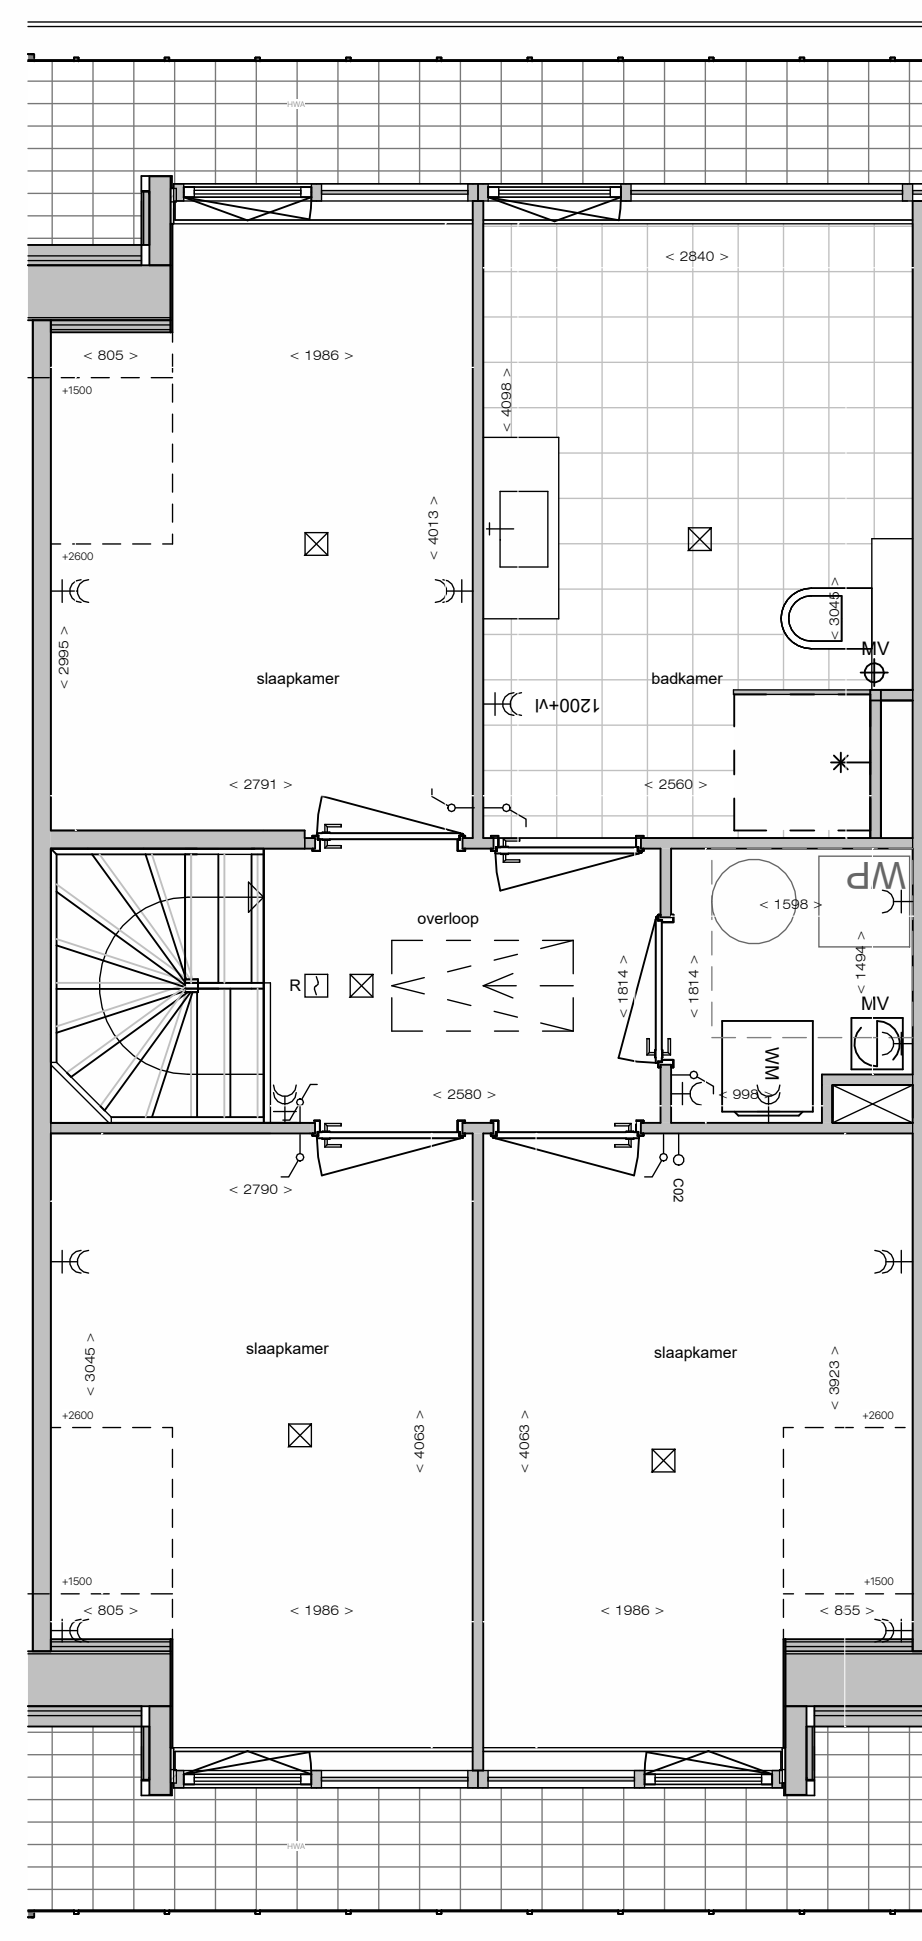 HWA
< 2840 >
< 805 >
< 1986 >
+1500
< 4098 >
< 4013 >
+2600
< 3045 >
< 2995 >
MV
slaapkamer
badkamer
1200+vl
< 2791 >
< 2560 >
WP
< 1598 >
overloop
< 1494 >
R
< 1814 >
< 1814 >
MV
WM
< 2580 >
< 998 >
< 2790 >
C02
< 3045 >
slaapkamer
slaapkamer
< 3923 >
+2600
+2600
< 4063 >
< 4063 >
+1500
+1500
< 805 >
< 1986 >
< 1986 >
< 855 >
HWA